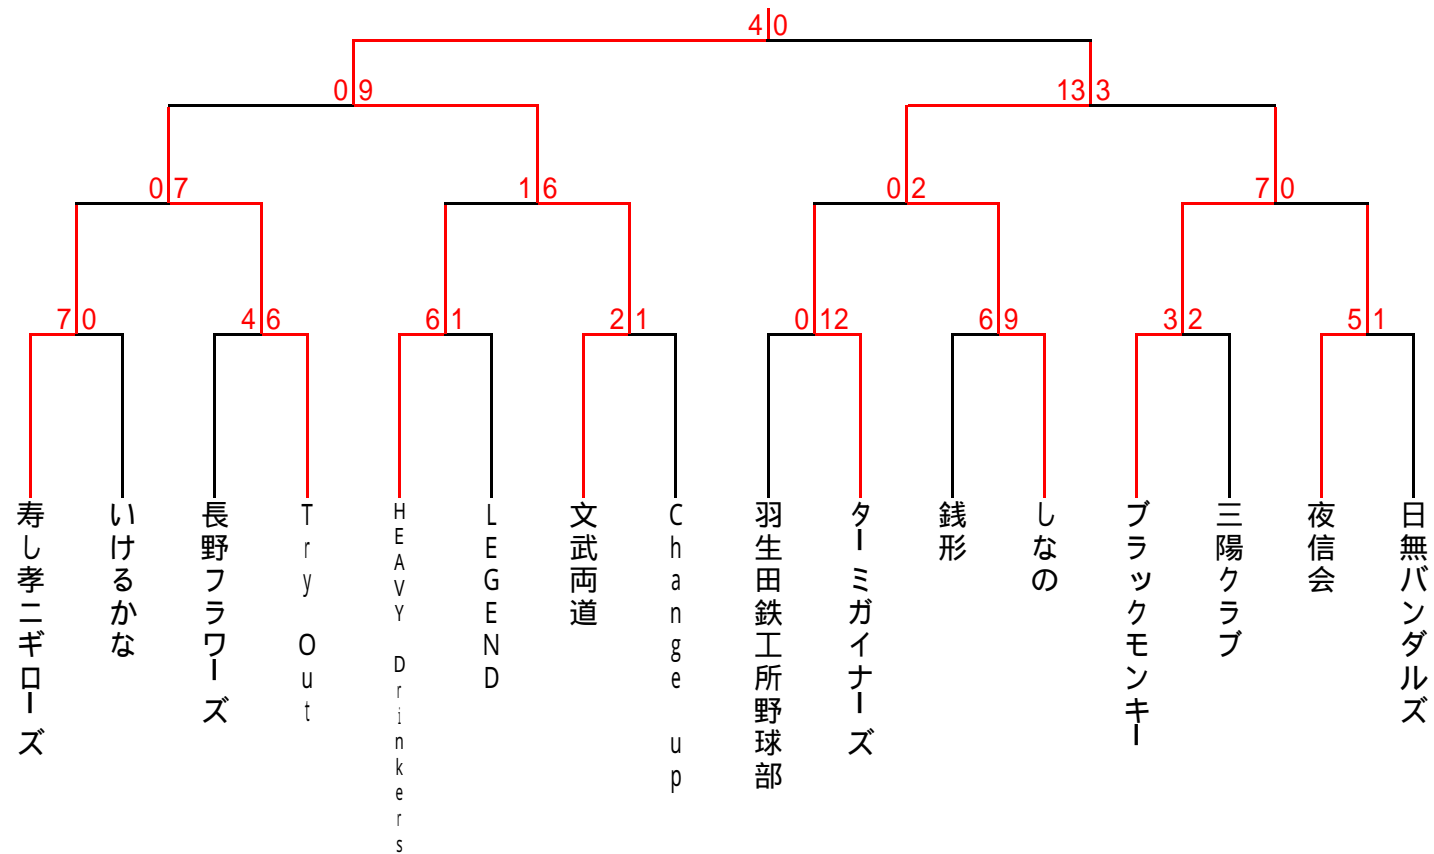 4 0
0 9
13 3
0 7
1 6
0 2
7 0
7 0
4 6
6 1
2 1
0 12
6 9
3 2
5 1
寿し孝ニギローズ
いけるかな
長野フラワーズ
Try Out
HEAVY Drinkers
LEGEND
文武両道
Change up
羽生田鉄工所野球部
ターミガイナーズ
銭形
しなの
ブラックモンキー
三陽クラブ
夜信会
日無バンダルズ